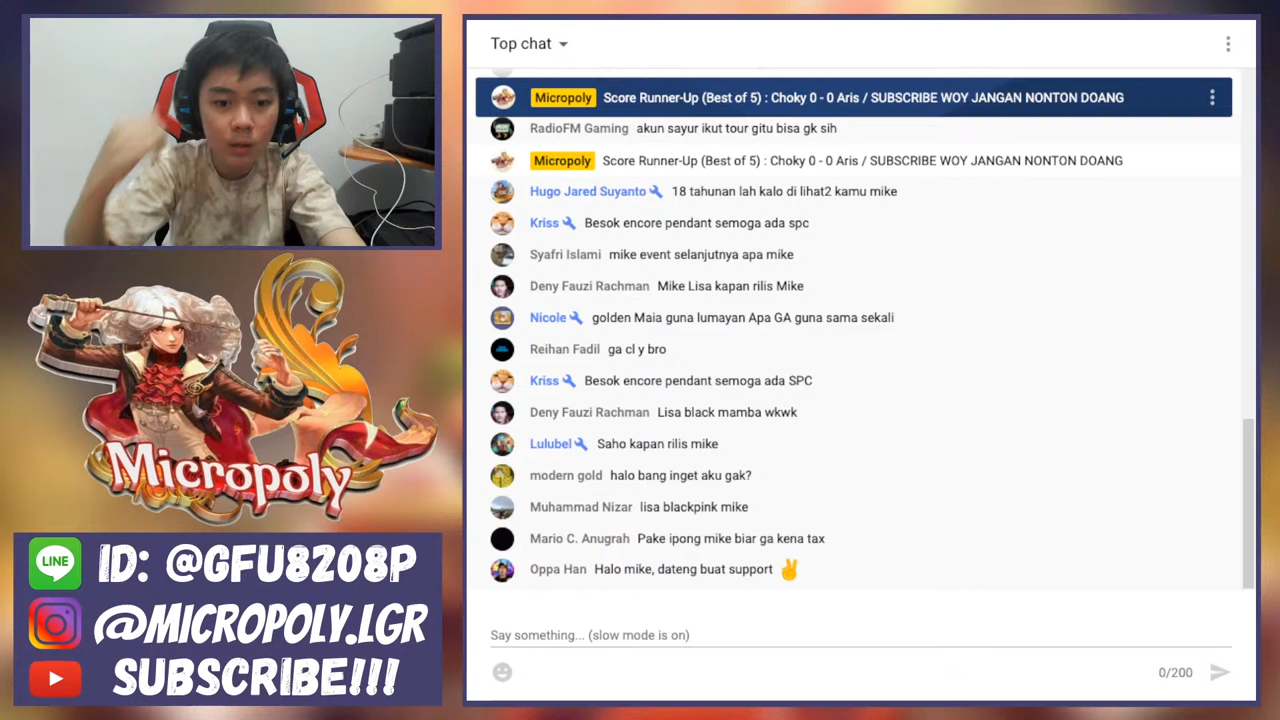 Micropoly
LINE
ID: @GFU8208P
@MICROPOLY.LGR
SUBSCRIBE!!!
Top chat
Micropoly Score Runner-Up (Best of 5) : Choky 0 - 0 Aris / SUBSCRIBE WOY JANGAN NONTON DOANG
RadioFM Gaming akun sayur ikut tour gitu bisa gk sih
Micropoly Score Runner-Up (Best of 5) : Choky 0 - 0 Aris / SUBSCRIBE WOY JANGAN NONTON DOANG
Hugo Jared Suyanto 18 tahunan lah kalo di lihat2 kamu mike
Kriss Besok encore pendant semoga ada spc
Syafri Islami mike event selanjutnya apa mike
Deny Fauzi Rachman Mike Lisa kapan rilis Mike
Nicole golden Maia guna lumayan Apa GA guna sama sekali
Reihan Fadil ga cl y bro
Kriss Besok encore pendant semoga ada SPC
Deny Fauzi Rachman Lisa black mamba wkwk
Lulubel Saho kapan rilis mike
modern gold halo bang inget aku gak?
Muhammad Nizar lisa blackpink mike
Mario C. Anugrah Pake ipong mike biar ga kena tax
Oppa Han Halo mike, dateng buat support ✌
Say something... (slow mode is on)
0/200